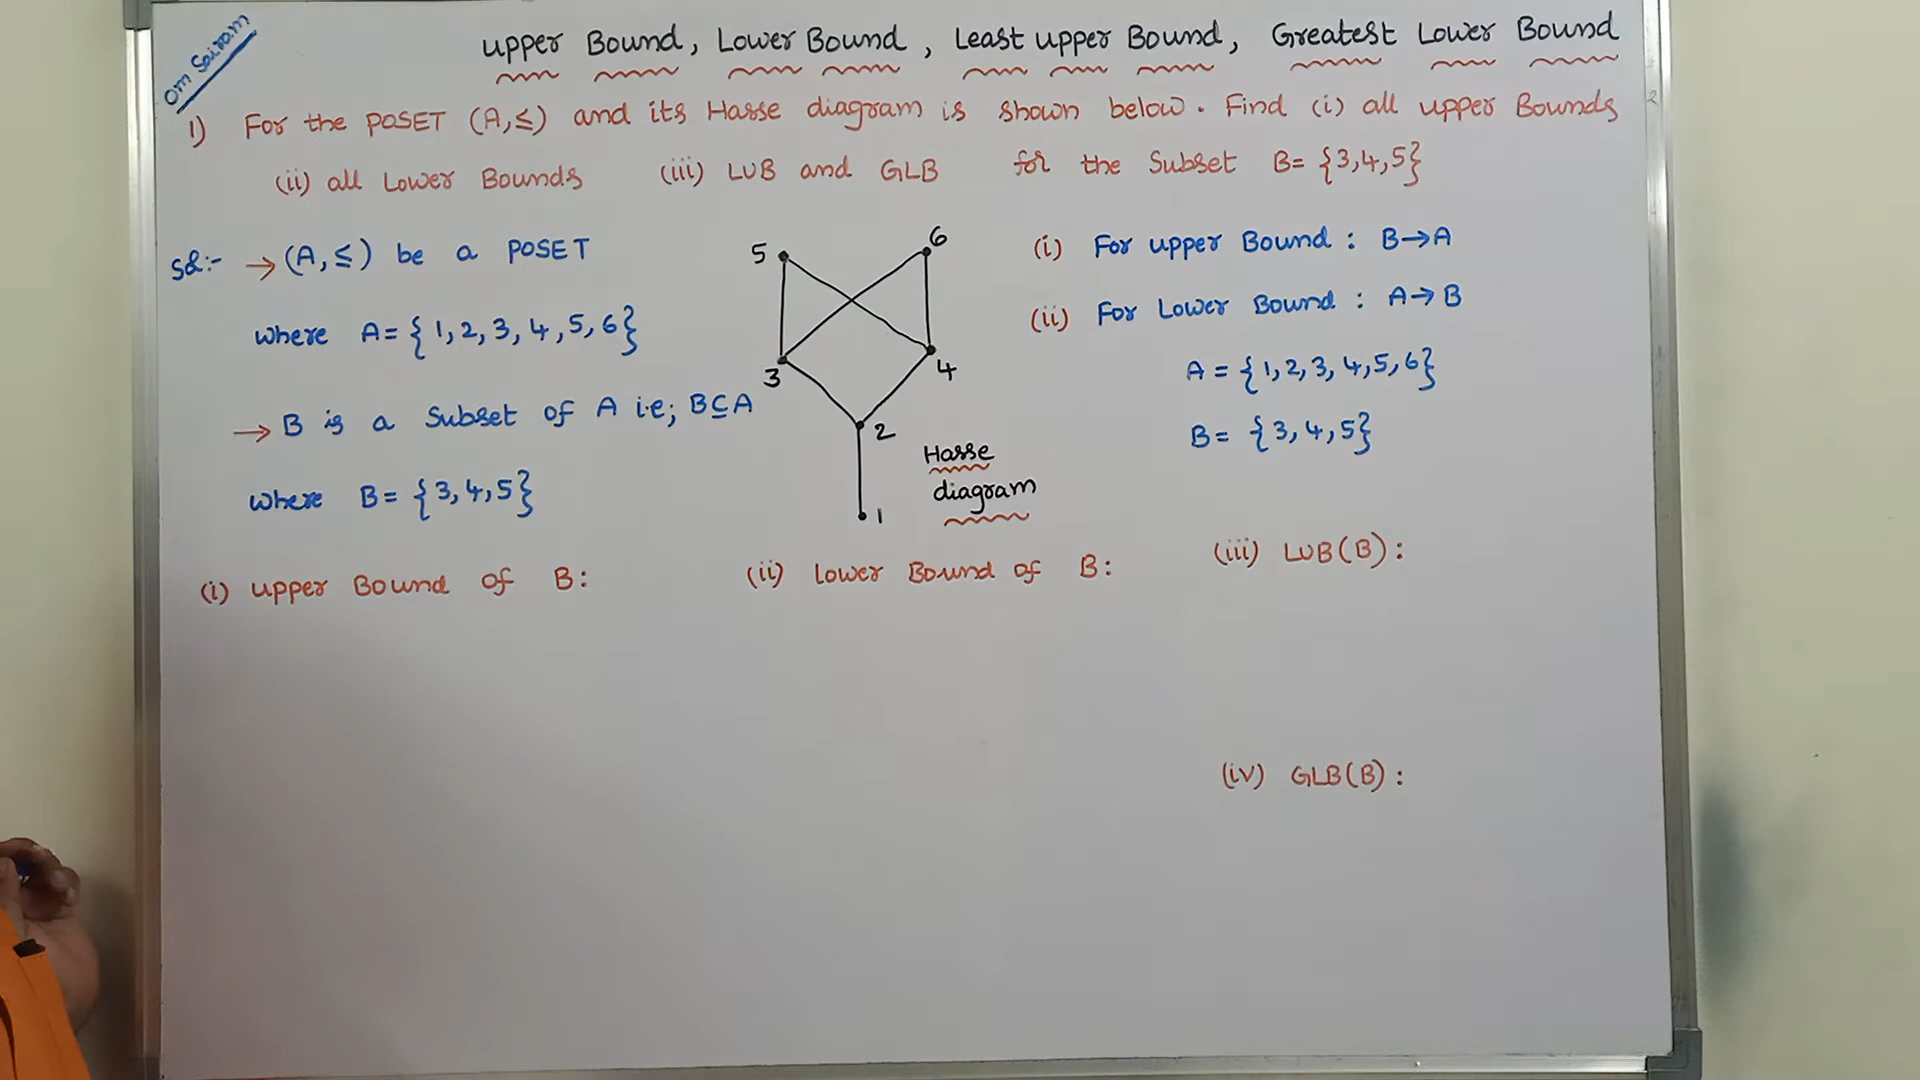 Om Sairam
Upper Bound, Lower Bound, Least upper Bound, Greatest Lower Bound
1) For the POSET (A,≤) and its Hasse diagram is shown below. Find (i) all upper Bounds
(ii) all Lower Bounds (iii) LUB and GLB for the Subset B= {3,4,5}
Sol:- → (A,≤) be a POSET
where A= {1,2,3,4,5,6}
→ B is a Subset of A i.e; B⊆A
where B= {3,4,5}
5
6
3
4
2
1
Hasse
diagram
(i) For upper Bound : B→A
(ii) For Lower Bound : A→B
A = {1,2,3,4,5,6}
B= {3,4,5}
(i) upper Bound of B:
(ii) Lower Bound of B:
(iii) LUB(B):
(iv) GLB(B):